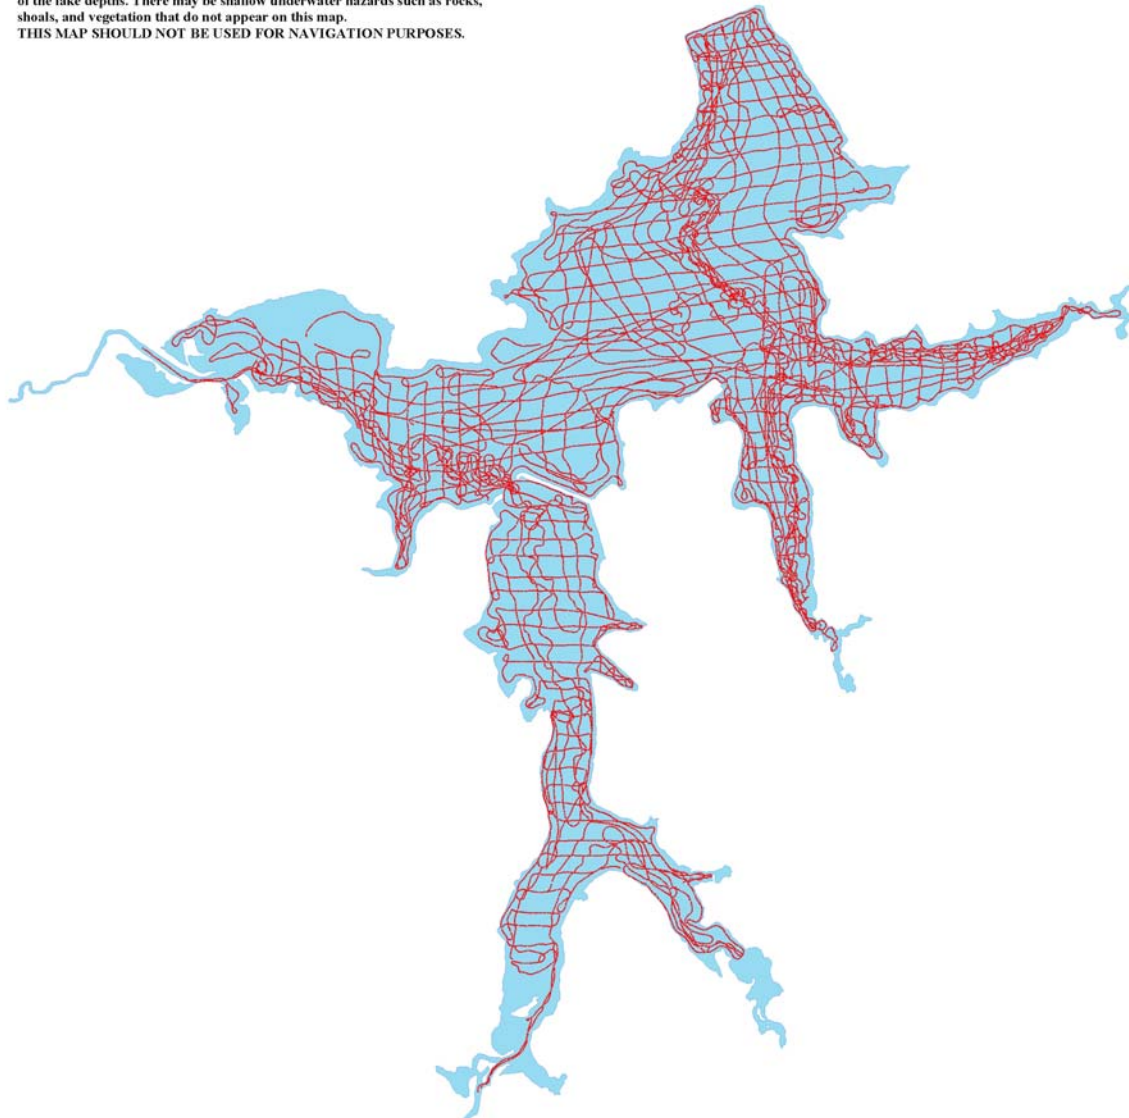 of the lake depths. There may be shallow underwater hazards such as rocks,
shoals, and vegetation that do not appear on this map.
THIS MAP SHOULD NOT BE USED FOR NAVIGATION PURPOSES.